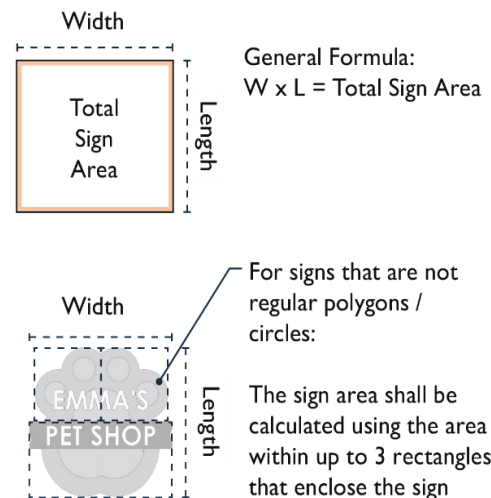 Width
General Formula:
W x L = Total Sign Area
Total
Sign
Area
Length
For signs that are not
regular polygons /
circles:
Width
EMMA'S
PET SHOP
Length
The sign area shall be
calculated using the area
within up to 3 rectangles
that enclose the sign